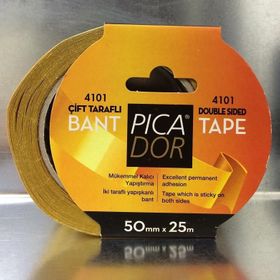 4101
ÇİFT TARAFLI
BANT
PICA
DOR
4101
DOUBLE SIDED
TAPE
Mükemmel Kalıcı
Yapıştırma
İki taraflı yapışkanlı
bant
Excellent permanent
adhesion
Tape which is sticky on
both sides
50mm x 25m